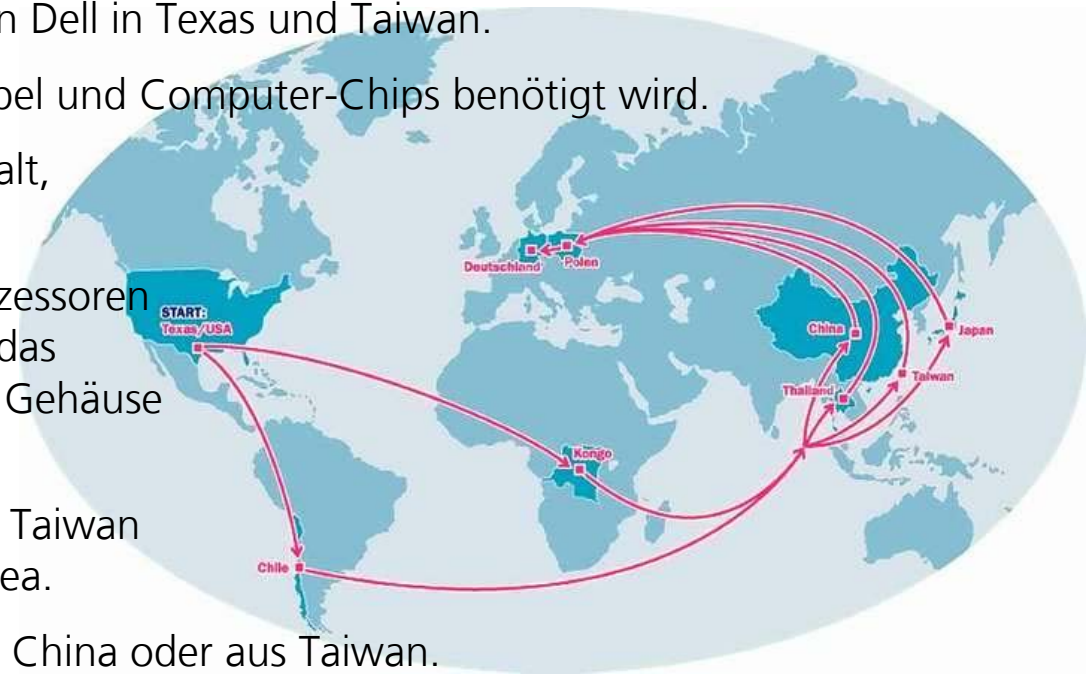 n Dell in Texas und Taiwan.
bel und Computer-Chips benötigt wird.
alt,
zessoren
das
Gehäuse
Taiwan
ea.
China oder aus Taiwan.
START:
Texas/USA
Deutschland
Polen
China
Japan
Taiwan
Thailand
Kongo
Chile